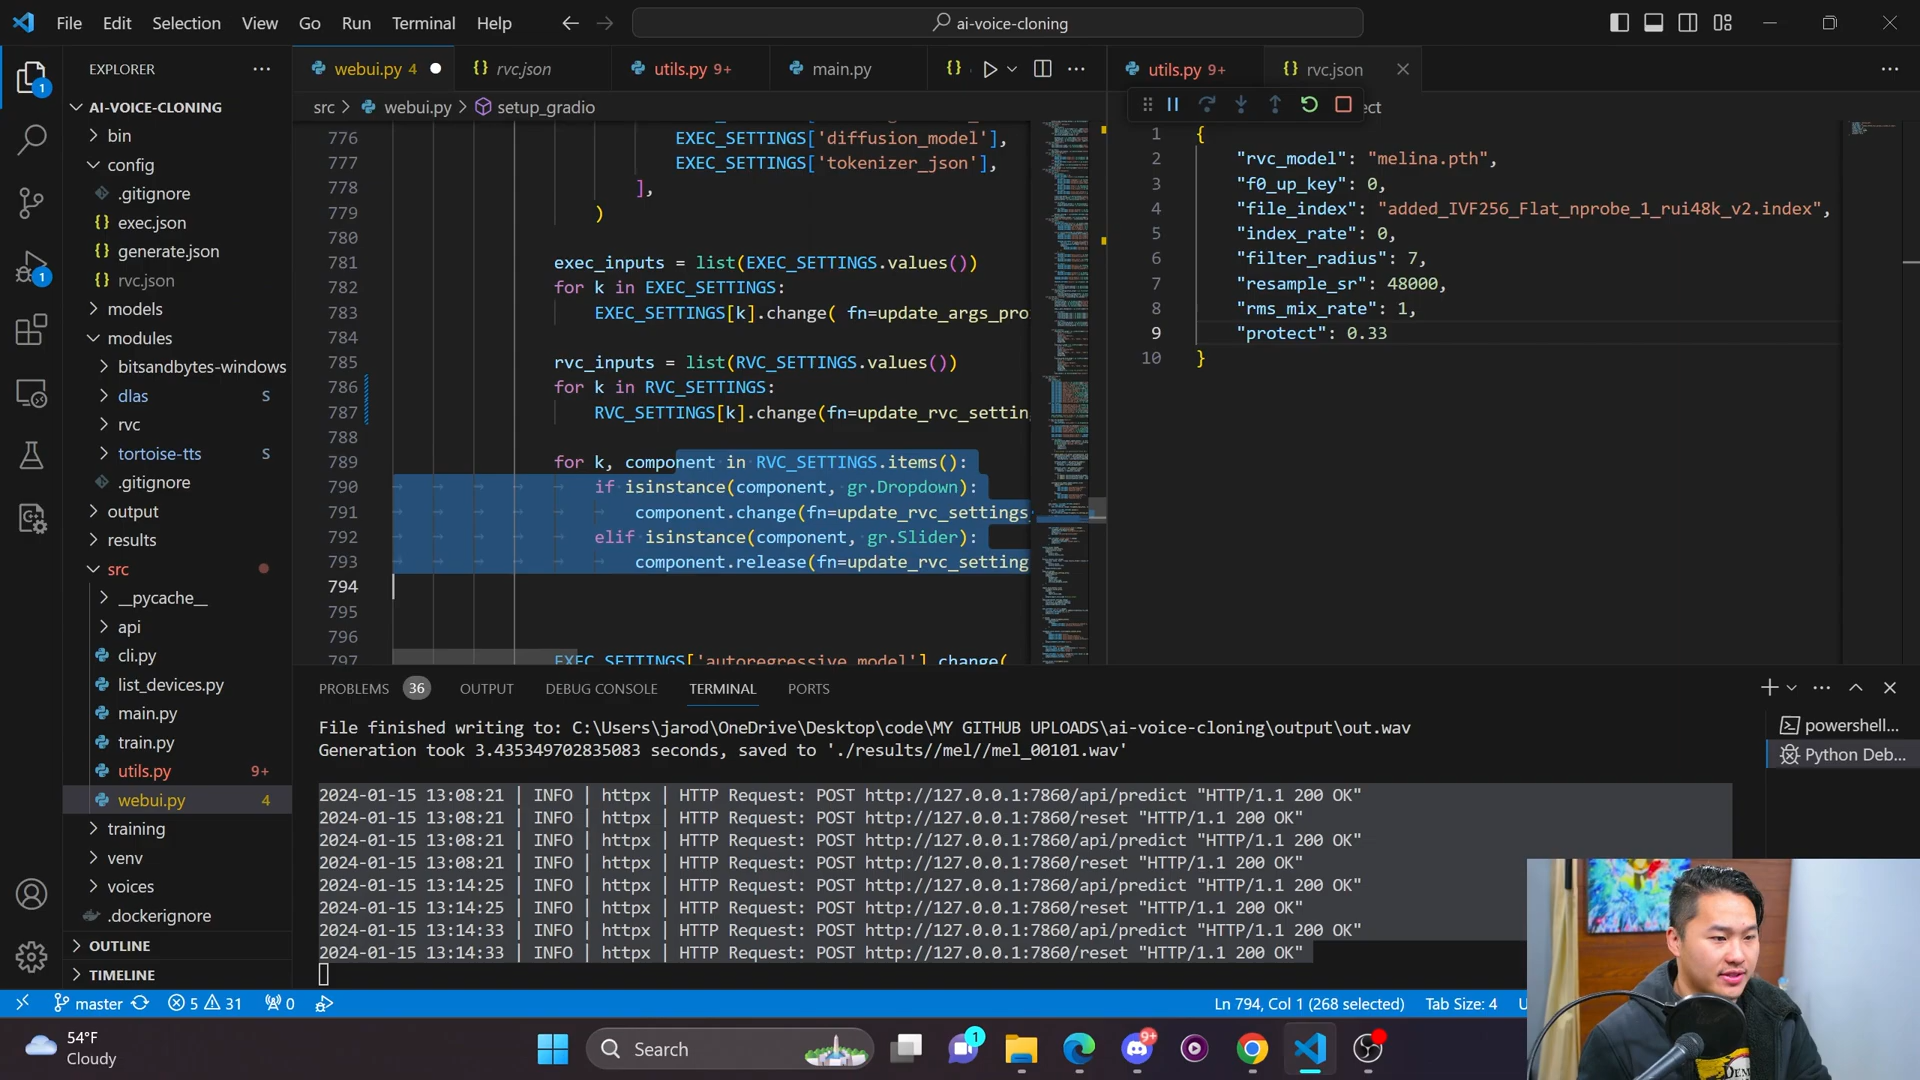 File Edit Selection View Go Run Terminal Help
ai-voice-cloning
EXPLORER
AI-VOICE-CLONING
bin
config
.gitignore
exec.json
generate.json
rvc.json
models
modules
bitsandbytes-windows
dlas S
rvc
tortoise-tts S
.gitignore
output
results
src
__pycache__
api
cli.py
list_devices.py
main.py
train.py
utils.py 9+
webui.py 4
training
venv
voices
.dockerignore
OUTLINE
TIMELINE
webui.py 4
rvc.json
utils.py 9+
main.py
src > webui.py > setup_gradio
776 EXEC_SETTINGS['diffusion_model'],
777 EXEC_SETTINGS['tokenizer_json'],
778 ],
779 )
780
781 exec_inputs = list(EXEC_SETTINGS.values())
782 for k in EXEC_SETTINGS:
783 EXEC_SETTINGS[k].change( fn=update_args_pro
784
785 rvc_inputs = list(RVC_SETTINGS.values())
786 for k in RVC_SETTINGS:
787 RVC_SETTINGS[k].change(fn=update_rvc_settin
788
789 for k, component in RVC_SETTINGS.items():
790 if isinstance(component, gr.Dropdown):
791 component.change(fn=update_rvc_settings
792 elif isinstance(component, gr.Slider):
793 component.release(fn=update_rvc_setting
794
795
796
797 EXEC_SETTINGS['autoregressive_model'].change(
utils.py 9+
rvc.json
ect
1 {
2 "rvc_model": "melina.pth",
3 "f0_up_key": 0,
4 "file_index": "added_IVF256_Flat_nprobe_1_rui48k_v2.index",
5 "index_rate": 0,
6 "filter_radius": 7,
7 "resample_sr": 48000,
8 "rms_mix_rate": 1,
9 "protect": 0.33
10 }
PROBLEMS 36 OUTPUT DEBUG CONSOLE TERMINAL PORTS
File finished writing to: C:\Users\jarod\OneDrive\Desktop\code\MY GITHUB UPLOADS\ai-voice-cloning\output\out.wav
Generation took 3.435349702835083 seconds, saved to './results//mel//mel_00101.wav'
2024-01-15 13:08:21 | INFO | httpx | HTTP Request: POST http://127.0.0.1:7860/api/predict "HTTP/1.1 200 OK"
2024-01-15 13:08:21 | INFO | httpx | HTTP Request: POST http://127.0.0.1:7860/reset "HTTP/1.1 200 OK"
2024-01-15 13:08:21 | INFO | httpx | HTTP Request: POST http://127.0.0.1:7860/api/predict "HTTP/1.1 200 OK"
2024-01-15 13:08:21 | INFO | httpx | HTTP Request: POST http://127.0.0.1:7860/reset "HTTP/1.1 200 OK"
2024-01-15 13:14:25 | INFO | httpx | HTTP Request: POST http://127.0.0.1:7860/api/predict "HTTP/1.1 200 OK"
2024-01-15 13:14:25 | INFO | httpx | HTTP Request: POST http://127.0.0.1:7860/reset "HTTP/1.1 200 OK"
2024-01-15 13:14:33 | INFO | httpx | HTTP Request: POST http://127.0.0.1:7860/api/predict "HTTP/1.1 200 OK"
2024-01-15 13:14:33 | INFO | httpx | HTTP Request: POST http://127.0.0.1:7860/reset "HTTP/1.1 200 OK"
powershell...
Python Deb...
master 5 31 0
Ln 794, Col 1 (268 selected) Tab Size: 4 U
54°F
Cloudy
Search